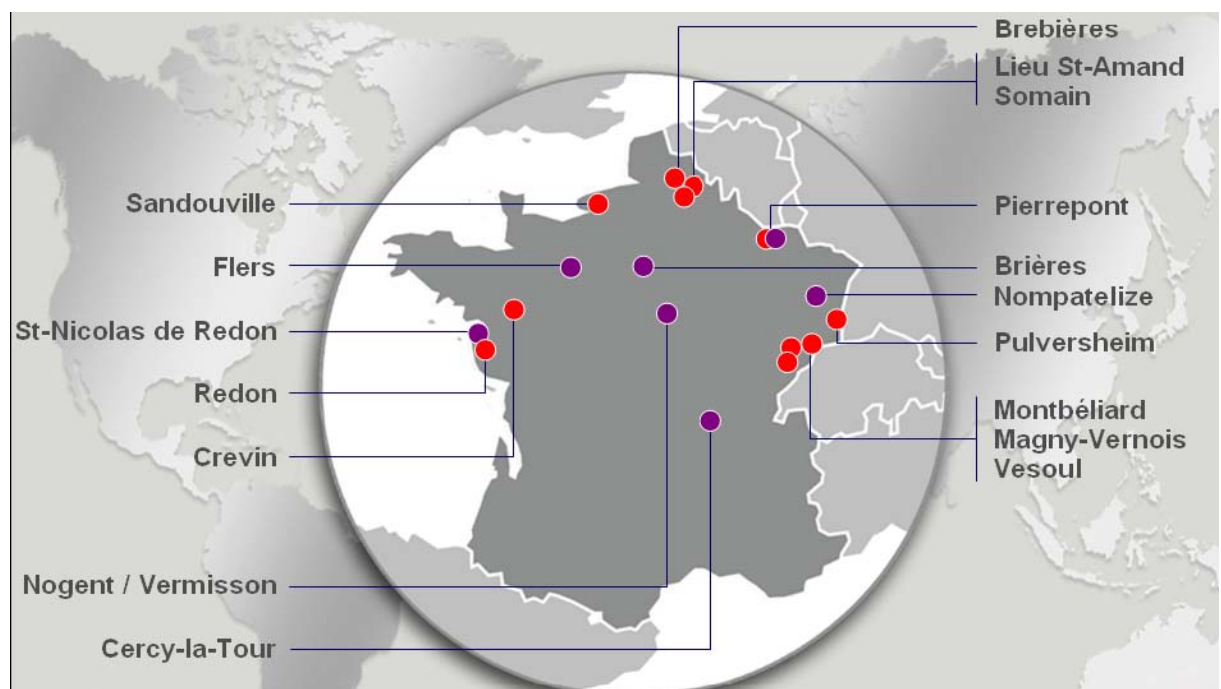 Brebières
Lieu St-Amand
Somain
Sandouville
Pierrepont
Flers
Brières
Nompatelize
St-Nicolas de Redon
Pulversheim
Redon
Montbéliard
Magny-Vernois
Vesoul
Crevin
Nogent / Vermisson
Cercy-la-Tour